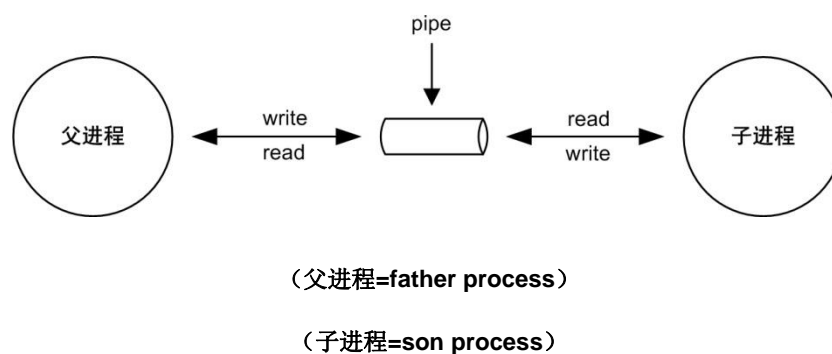 pipe
父进程
write
read
read
write
子进程
（父进程=father process）
（子进程=son process）